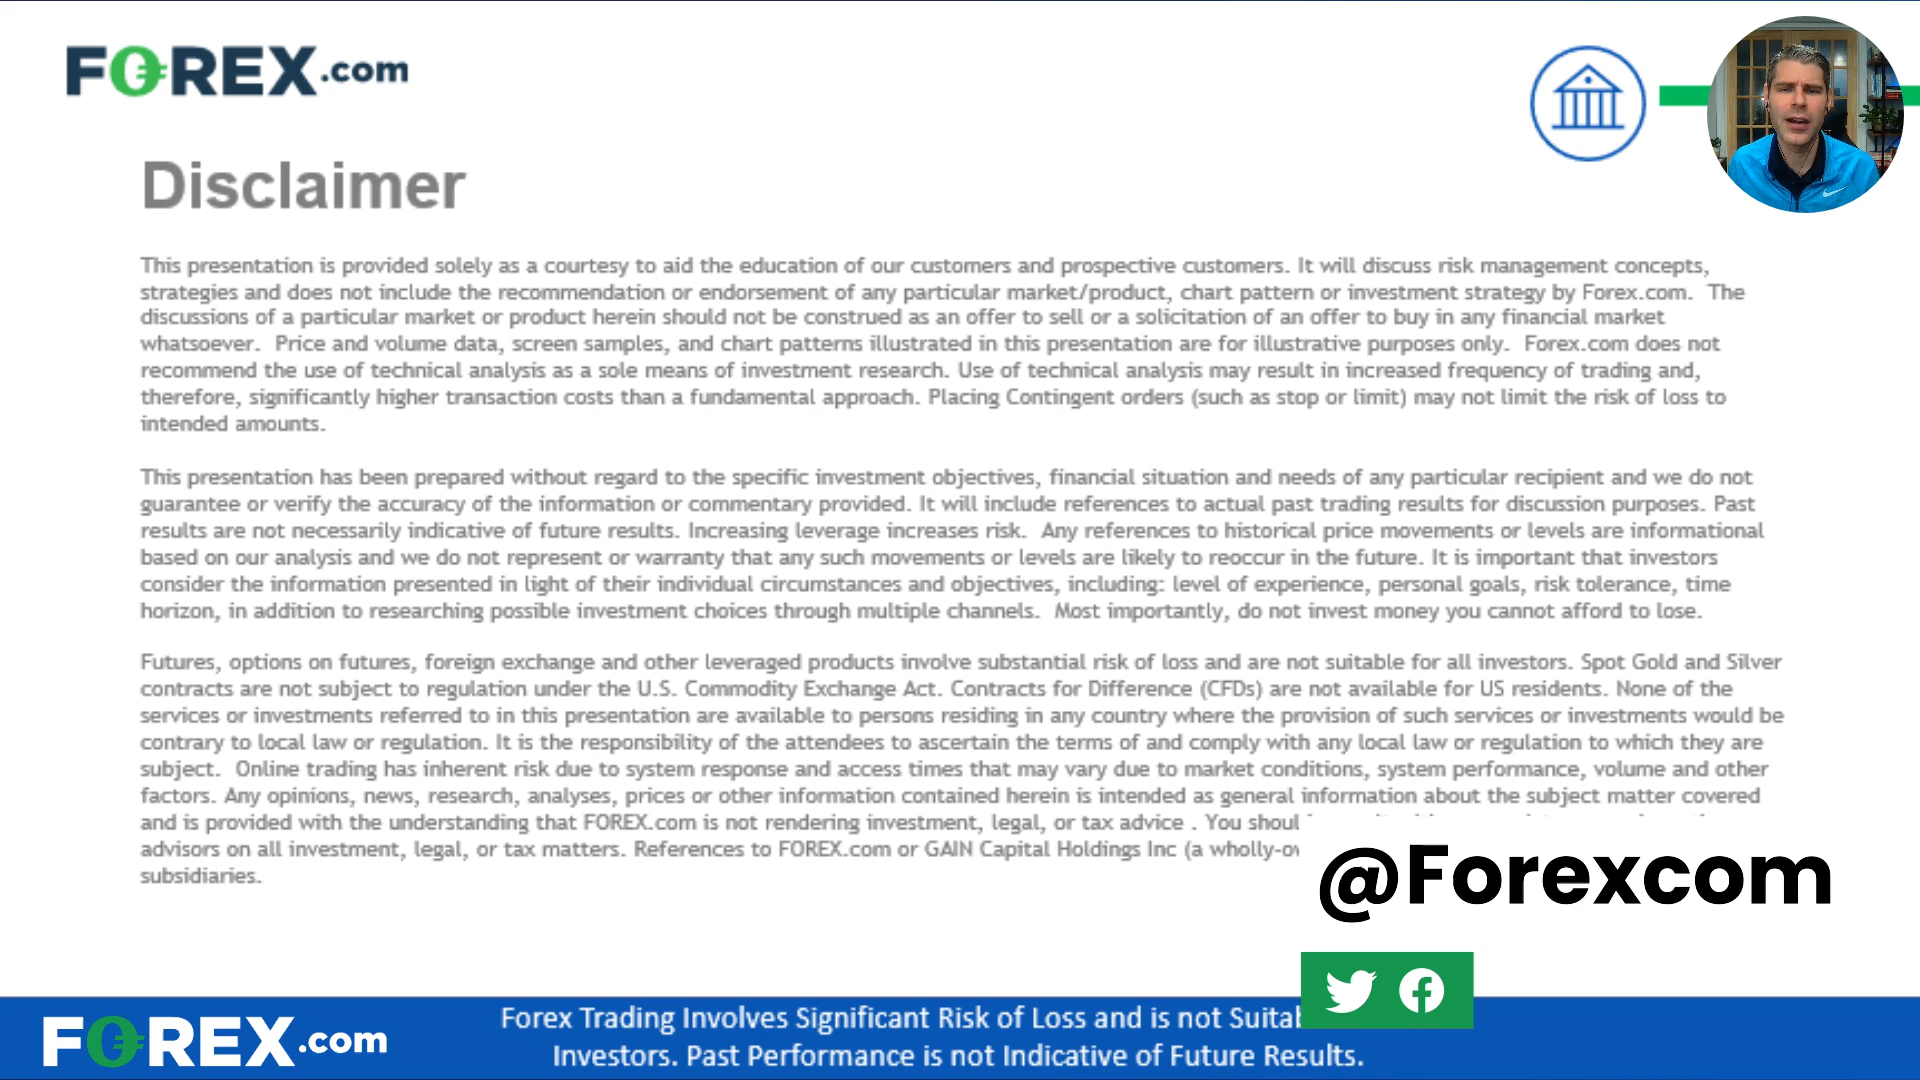 FOREX.com
Disclaimer
This presentation is provided solely as a courtesy to aid the education of our customers and prospective customers. It will discuss risk management concepts,
strategies and does not include the recommendation or endorsement of any particular market/product, chart pattern or investment strategy by Forex.com. The
discussions of a particular market or product herein should not be construed as an offer to sell or a solicitation of an offer to buy in any financial market
whatsoever. Price and volume data, screen samples, and chart patterns illustrated in this presentation are for illustrative purposes only. Forex.com does not
recommend the use of technical analysis as a sole means of investment research. Use of technical analysis may result in increased frequency of trading and,
therefore, significantly higher transaction costs than a fundamental approach. Placing Contingent orders (such as stop or limit) may not limit the risk of loss to
intended amounts.
This presentation has been prepared without regard to the specific investment objectives, financial situation and needs of any particular recipient and we do not
guarantee or verify the accuracy of the information or commentary provided. It will include references to actual past trading results for discussion purposes. Past
results are not necessarily indicative of future results. Increasing leverage increases risk. Any references to historical price movements or levels are informational
based on our analysis and we do not represent or warranty that any such movements or levels are likely to reoccur in the future. It is important that investors
consider the information presented in light of their individual circumstances and objectives, including: level of experience, personal goals, risk tolerance, time
horizon, in addition to researching possible investment choices through multiple channels. Most importantly, do not invest money you cannot afford to lose.
Futures, options on futures, foreign exchange and other leveraged products involve substantial risk of loss and are not suitable for all investors. Spot Gold and Silver
contracts are not subject to regulation under the U.S. Commodity Exchange Act. Contracts for Difference (CFDs) are not available for US residents. None of the
services or investments referred to in this presentation are available to persons residing in any country where the provision of such services or investments would be
contrary to local law or regulation. It is the responsibility of the attendees to ascertain the terms of and comply with any local law or regulation to which they are
subject. Online trading has inherent risk due to system response and access times that may vary due to market conditions, system performance, volume and other
factors. Any opinions, news, research, analyses, prices or other information contained herein is intended as general information about the subject matter covered
and is provided with the understanding that FOREX.com is not rendering investment, legal, or tax advice . You
advisors on all investment, legal, or tax matters. References to FOREX.com or GAIN Capital Holdings Inc (a
subsidiaries.
@Forexcom
FOREX.com
Forex Trading Involves Significant Risk of Loss and is not
Investors. Past Performance is not Indicative of Future Results.